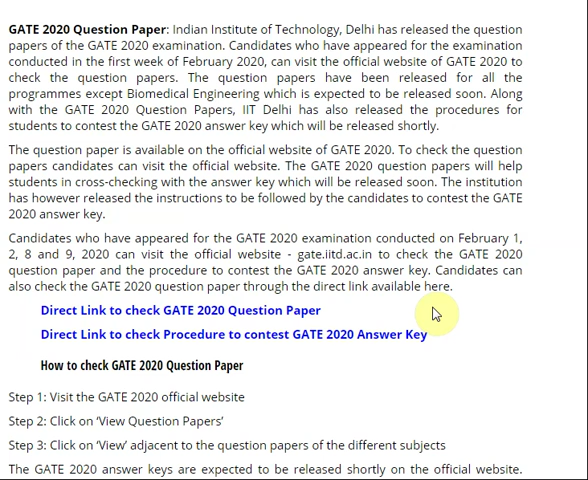 GATE 2020 Question Paper: Indian Institute of Technology, Delhi has released the question
papers of the GATE 2020 examination. Candidates who have appeared for the examination
conducted in the first week of February 2020, can visit the official website of GATE 2020 to
check the question papers. The question papers have been released for all the
programmes except Biomedical Engineering which is expected to be released soon. Along
with the GATE 2020 Question Papers, IIT Delhi has also released the procedures for
students to contest the GATE 2020 answer key which will be released shortly.
The question paper is available on the official website of GATE 2020. To check the question
papers candidates can visit the official website. The GATE 2020 question papers will help
students in cross-checking with the answer key which will be released soon. The institution
has however released the instructions to be followed by the candidates to contest the GATE
2020 answer key.
Candidates who have appeared for the GATE 2020 examination conducted on February 1,
2, 8 and 9, 2020 can visit the official website - gate.iitd.ac.in to check the GATE 2020
question paper and the procedure to contest the GATE 2020 answer key. Candidates can
also check the GATE 2020 question paper through the direct link available here.
Direct Link to check GATE 2020 Question Paper
Direct Link to check Procedure to contest GATE 2020 Answer Key
How to check GATE 2020 Question Paper
Step 1: Visit the GATE 2020 official website
Step 2: Click on ‘View Question Papers’
Step 3: Click on ‘View’ adjacent to the question papers of the different subjects
The GATE 2020 answer keys are expected to be released shortly on the official website.